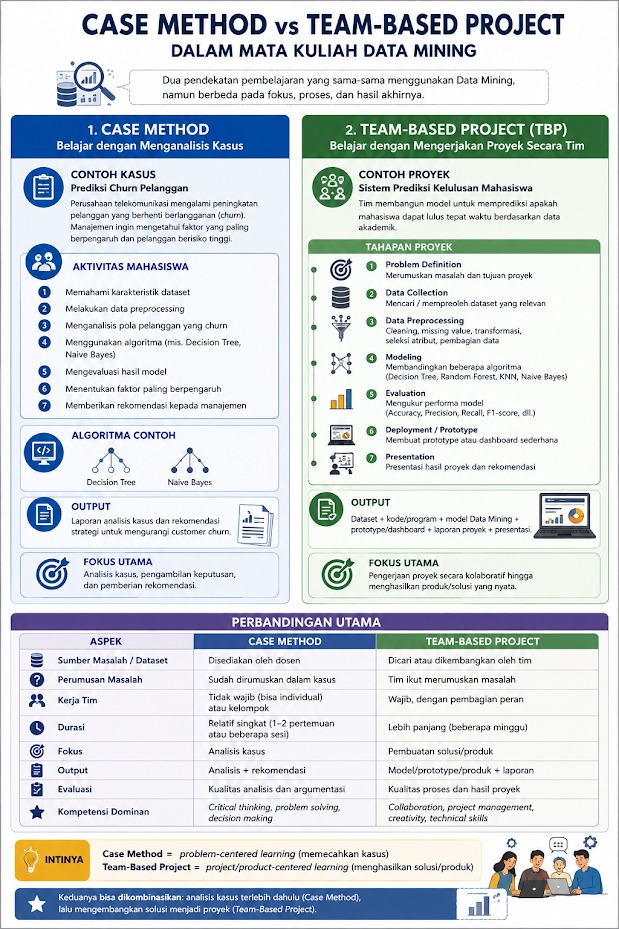 CASE METHOD vs TEAM-BASED PROJECT
DALAM MATA KULIAH DATA MINING
Dua pendekatan pembelajaran yang sama-sama menggunakan Data Mining,
namun berbeda pada fokus, proses, dan hasil akhirnya.
1. CASE METHOD
Belajar dengan Menganalisis Kasus
CONTOH KASUS
Prediksi Churn Pelanggan
Perusahaan telekomunikasi mengalami peningkatan
pelanggan yang berhenti berlangganan (churn).
Manajemen ingin mengetahui faktor yang paling
berpengaruh dan pelanggan berisiko tinggi.
AKTIVITAS MAHASISWA
1 Memahami karakteristik dataset
2 Melakukan data preprocessing
3 Menganalisis pola pelanggan yang churn
4 Menggunakan algoritma (mis. Decision Tree,
Naive Bayes)
5 Mengevaluasi hasil model
6 Menentukan faktor paling berpengaruh
7 Memberikan rekomendasi kepada manajemen
ALGORITMA CONTOH
Decision Tree
Naive Bayes
OUTPUT
Laporan analisis kasus dan rekomendasi
strategi untuk mengurangi customer churn.
FOKUS UTAMA
Analisis kasus, pengambilan keputusan,
dan pemberian rekomendasi.
2. TEAM-BASED PROJECT (TBP)
Belajar dengan Mengerjakan Proyek Secara Tim
CONTOH PROYEK
Sistem Prediksi Kelulusan Mahasiswa
Tim membangun model untuk memprediksi apakah
mahasiswa dapat lulus tepat waktu berdasarkan data
akademik.
TAHAPAN PROYEK
1 Problem Definition
Merumuskan masalah dan tujuan proyek
2 Data Collection
Mencari / mempreoleh dataset yang relevan
3 Data Preprocessing
Cleaning, missing value, transformasi,
seleksi atribut, pembagian data
4 Modeling
Membandingkan beberapa algoritma
(Decision Tree, Random Forest, KNN, Naive Bayes)
5 Evaluation
Mengukur performa model
(Accuracy, Precision, Recall, F1-score, dll.)
6 Deployment / Prototype
Membuat prototype atau dashboard sederhana
7 Presentation
Presentasi hasil proyek dan rekomendasi
OUTPUT
Dataset + kode/program + model Data Mining +
prototype/dashboard + laporan proyek + presentasi.
FOKUS UTAMA
Pengerjaan proyek secara kolaboratif hingga
menghasilkan produk/solusi yang nyata.
PERBANDINGAN UTAMA
ASPEK CASE METHOD TEAM-BASED PROJECT
Sumber Masalah / Dataset Disediakan oleh dosen Dicari atau dikembangkan oleh tim
Perumusan Masalah Sudah dirumuskan dalam kasus Tim ikut merumuskan masalah
Kerja Tim Tidak wajib (bisa individual) Wajib, dengan pembagian peran
atau kelompok
Durasi Relatif singkat (1–2 pertemuan Lebih panjang (beberapa minggu)
atau beberapa sesi)
Fokus Analisis kasus Pembuatan solusi/produk
Output Analisis + rekomendasi Model/prototype/produk + laporan
Evaluasi Kualitas analisis dan argumentasi Kualitas proses dan hasil proyek
Kompetensi Dominan Critical thinking, problem solving, Collaboration, project management,
decision making creativity, technical skills
INTINYA
Case Method = problem-centered learning (memecahkan kasus)
Team-Based Project = project/product-centered learning (menghasilkan solusi/produk)
Keduanya bisa dikombinasikan: analisis kasus terlebih dahulu (Case Method),
lalu mengembangkan solusi menjadi proyek (Team-Based Project).